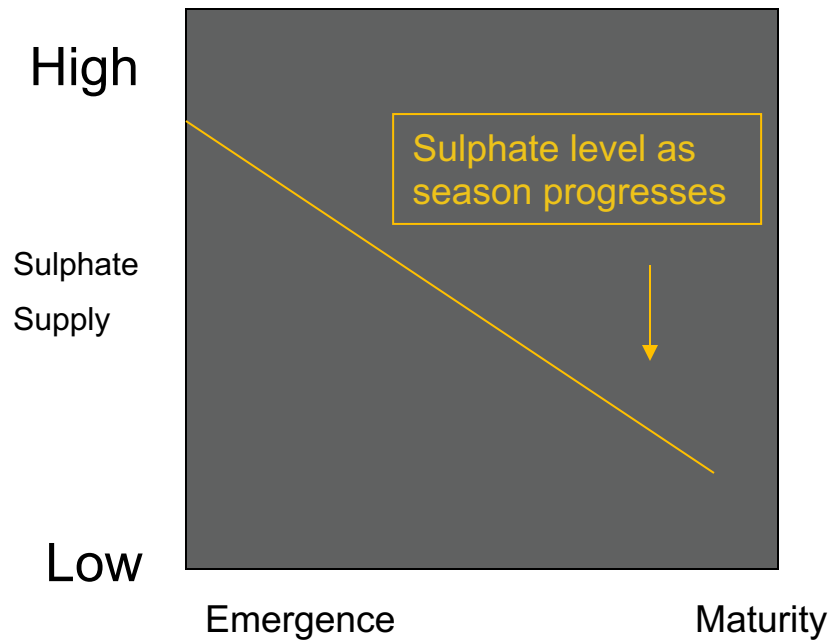 High
Sulphate level as
season progresses
Sulphate
Supply
Low
Emergence
Maturity